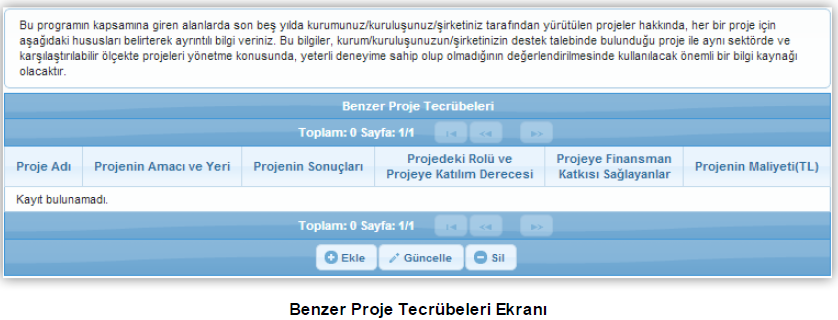 Bu programın kapsamına giren alanlarda son beş yılda kurumunuz/kuruluşunuz/şirketiniz tarafından yürütülen projeler hakkında, her bir proje için
aşağıdaki hususları belirterek ayrıntılı bilgi veriniz. Bu bilgiler, kurum/kuruluşunuzun/şirketinizin destek talebinde bulunduğu proje ile aynı sektörde ve
karşılaştırılabilir ölçekte projeleri yönetme konusunda, yeterli deneyime sahip olup olmadığının değerlendirilmesinde kullanılacak önemli bir bilgi kaynağı
olacaktır.
Benzer Proje Tecrübeleri
Toplam: 0 Sayfa: 1/1
Proje Adı Projenin Amacı ve Yeri Projenin Sonuçları Projedeki Rolü ve Projeye Katılım Derecesi Projeye Finansman Katkısı Sağlayanlar Projenin Maliyeti(TL)
Kayıt bulunamadı.
Toplam: 0 Sayfa: 1/1
Ekle Güncelle Sil
Benzer Proje Tecrübeleri Ekranı